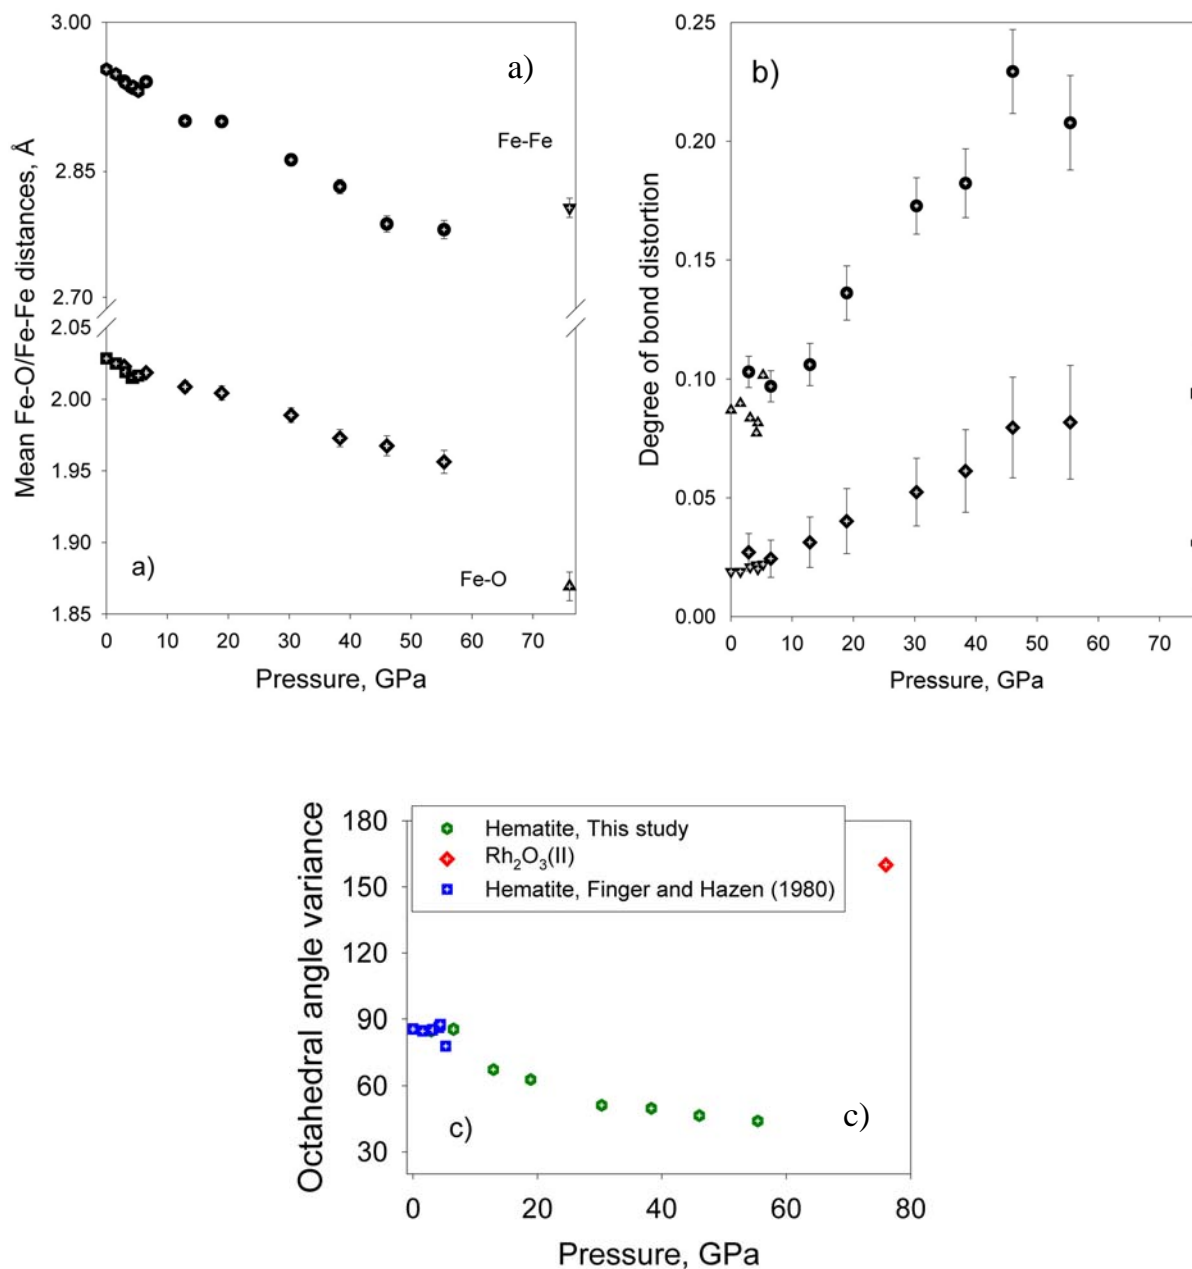 3.00
2.85
2.70
2.05
2.00
1.95
1.90
1.85
Mean Fe-O/Fe-Fe distances, Å
a)
Fe-Fe
a)
Fe-O
0 10 20 30 40 50 60 70
Pressure, GPa
0.25
0.20
0.15
0.10
0.05
0.00
Degree of bond distortion
b)
0 10 20 30 40 50 60 70
Pressure, GPa
Octahedral angle variance
180
150
120
90
60
30
Hematite, This study
Rh₂O₃(II)
Hematite, Finger and Hazen (1980)
c)
c)
0 20 40 60 80
Pressure, GPa